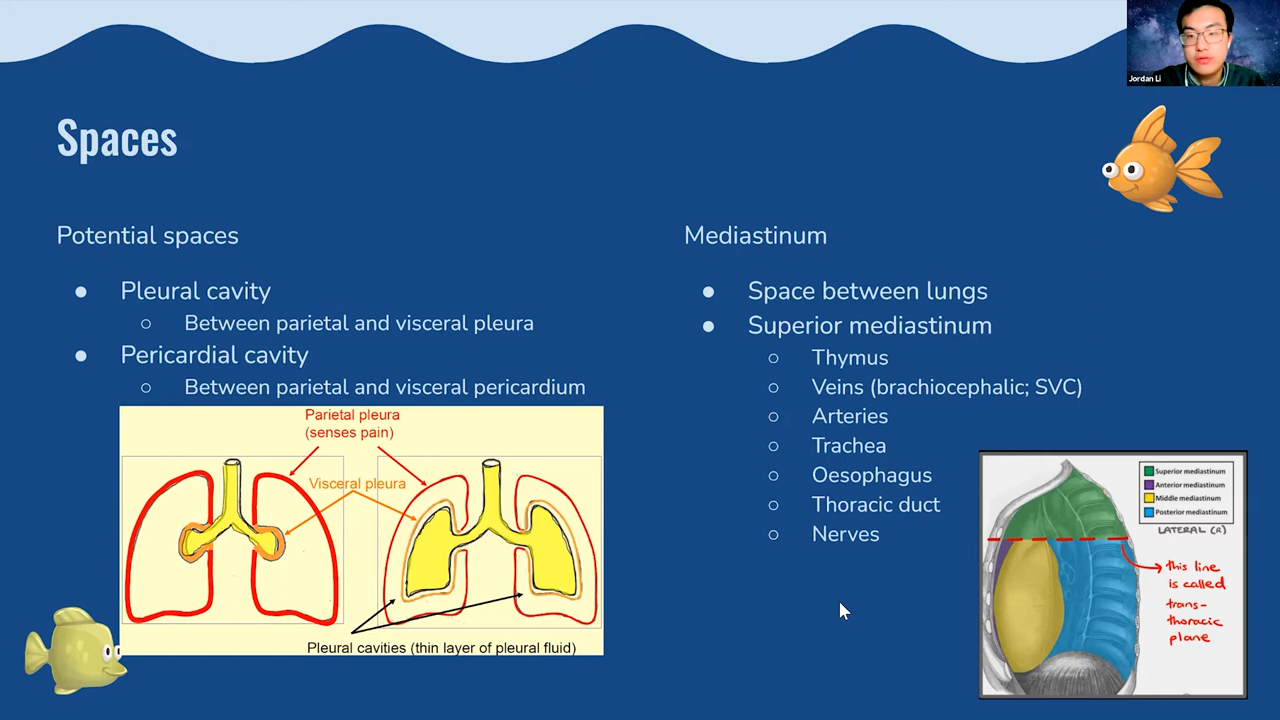 Jordan Li
Spaces
Potential spaces
● Pleural cavity
○ Between parietal and visceral pleura
● Pericardial cavity
○ Between parietal and visceral pericardium
Parietal pleura
(senses pain)
Visceral pleura
Pleural cavities (thin layer of pleural fluid)
Mediastinum
● Space between lungs
● Superior mediastinum
○ Thymus
○ Veins (brachiocephalic; SVC)
○ Arteries
○ Trachea
○ Oesophagus
○ Thoracic duct
○ Nerves
Superior mediastinum
Anterior mediastinum
Middle mediastinum
Posterior mediastinum
LATERAL (R)
this line
is called
trans-
thoracic
plane